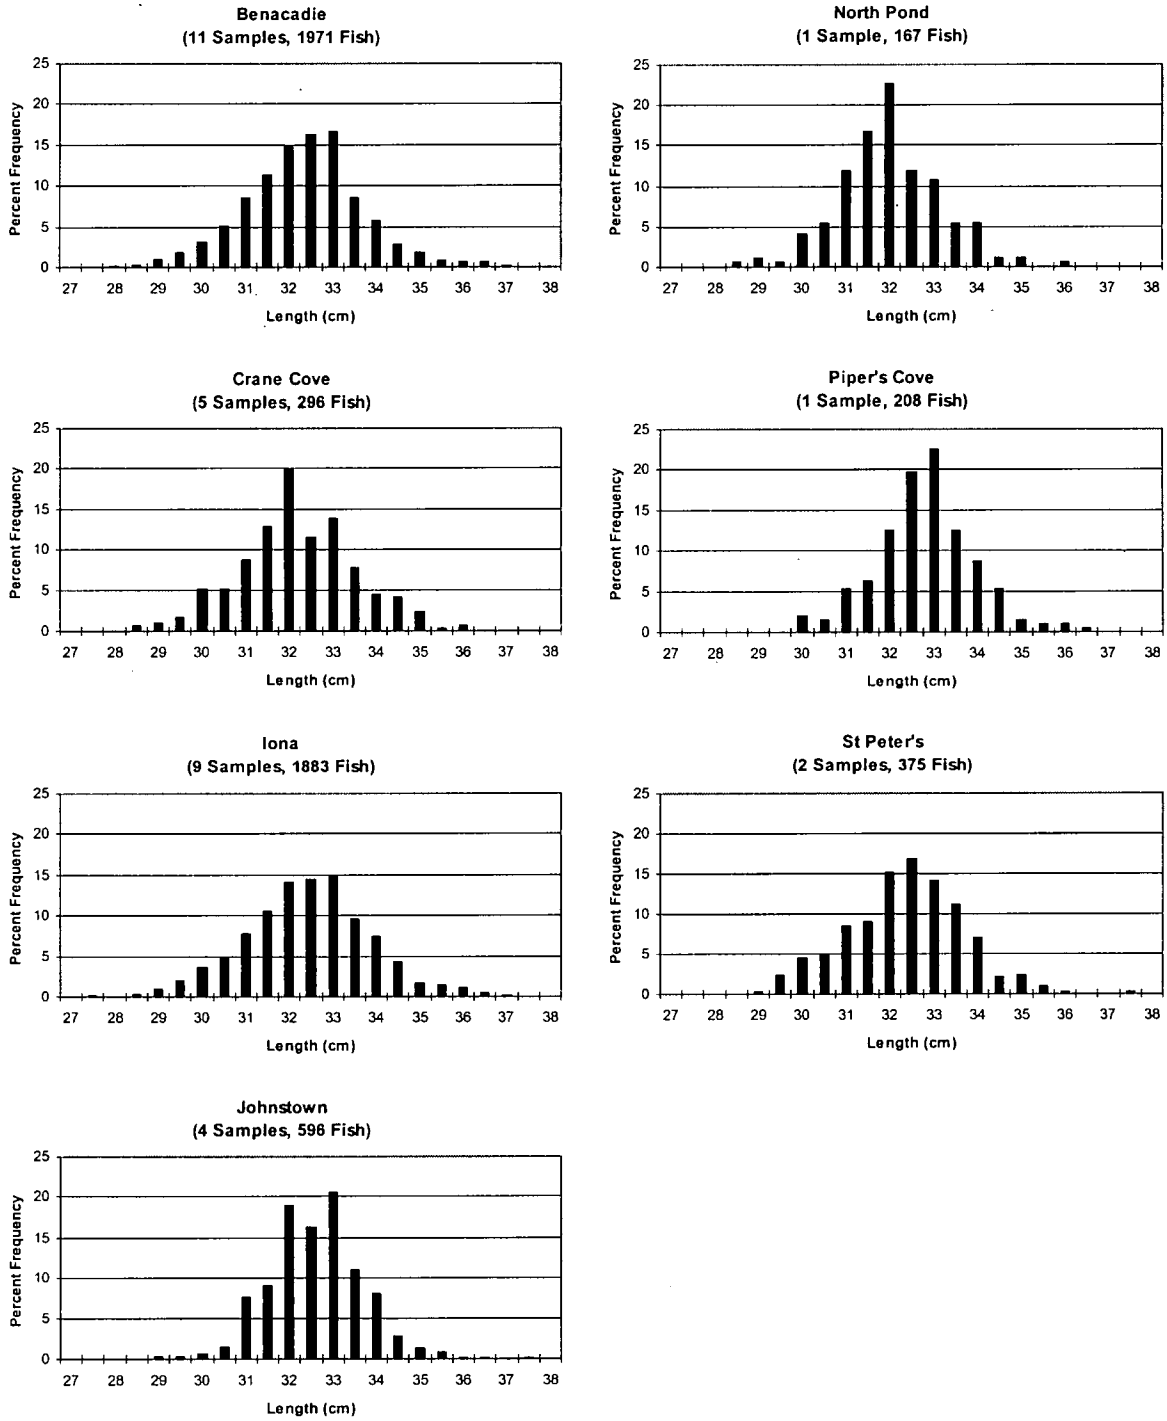 Benacadie
(11 Samples, 1971 Fish)
25
20
15
10
5
0
Percent Frequency
27 28 29 30 31 32 33 34 35 36 37 38
Length (cm)
North Pond
(1 Sample, 167 Fish)
25
20
15
10
5
0
Percent Frequency
27 28 29 30 31 32 33 34 35 36 37 38
Length (cm)
Crane Cove
(5 Samples, 296 Fish)
25
20
15
10
5
0
Percent Frequency
27 28 29 30 31 32 33 34 35 36 37 38
Length (cm)
Piper's Cove
(1 Sample, 208 Fish)
25
20
15
10
5
0
Percent Frequency
27 28 29 30 31 32 33 34 35 36 37 38
Length (cm)
Iona
(9 Samples, 1883 Fish)
25
20
15
10
5
0
Percent Frequency
27 28 29 30 31 32 33 34 35 36 37 38
Length (cm)
St Peter's
(2 Samples, 375 Fish)
25
20
15
10
5
0
Percent Frequency
27 28 29 30 31 32 33 34 35 36 37 38
Length (cm)
Johnstown
(4 Samples, 596 Fish)
25
20
15
10
5
0
Percent Frequency
27 28 29 30 31 32 33 34 35 36 37 38
Length (cm)